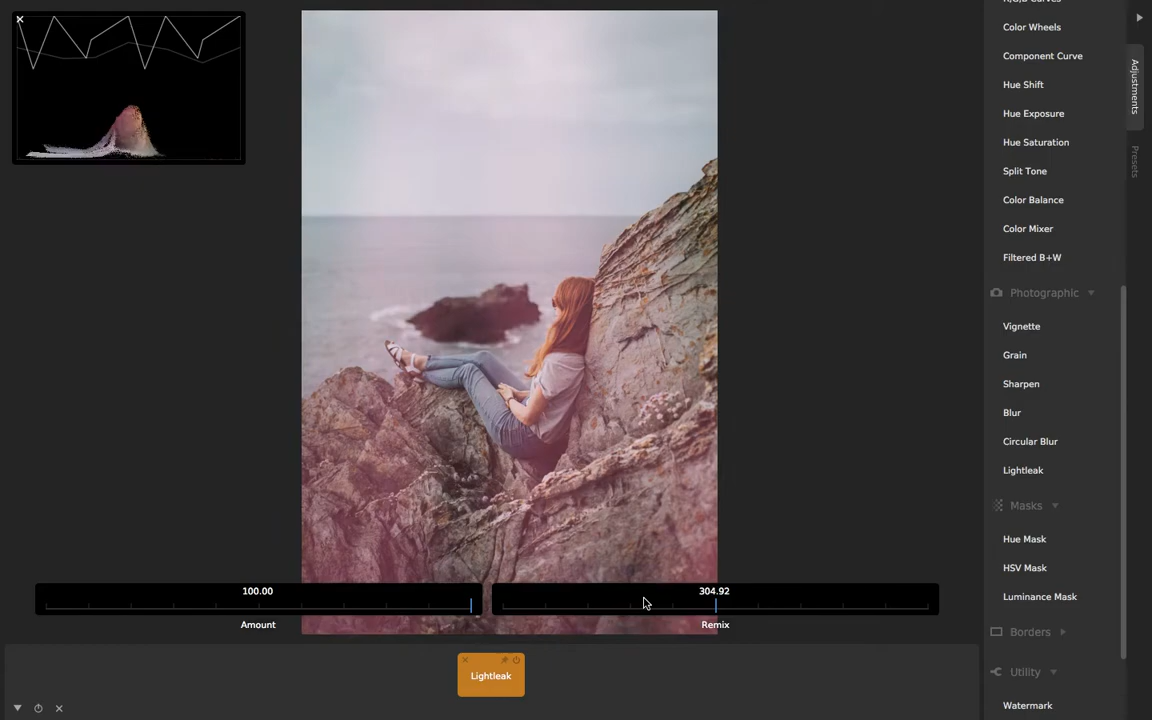 R,G,B Curves
Color Wheels
Component Curve
Hue Shift
Hue Exposure
Hue Saturation
Split Tone
Color Balance
Color Mixer
Filtered B+W
Photographic
Vignette
Grain
Sharpen
Blur
Circular Blur
Lightleak
Masks
Hue Mask
HSV Mask
Luminance Mask
Borders
Utility
Watermark
Adjustments
Presets
100.00
Amount
304.92
Remix
Lightleak